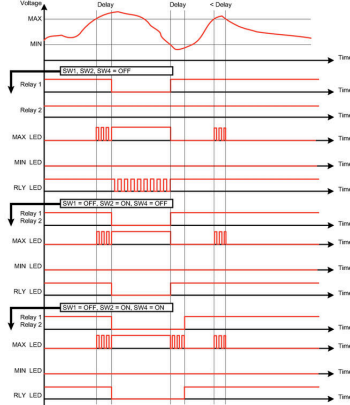 Voltage
Delay
Delay
< Delay
MAX
MIN
Time
SW1, SW2, SW4 = OFF
Relay 1
Time
Relay 2
Time
MAX LED
Time
MIN LED
Time
RLY LED
Time
SW1 = OFF, SW2 = ON, SW4 = OFF
Relay 1
Relay 2
Time
MAX LED
Time
MIN LED
Time
RLY LED
Time
SW1 = OFF, SW2 = ON, SW4 = ON
Relay 1
Relay 2
Time
MAX LED
Time
MIN LED
Time
RLY LED
Time